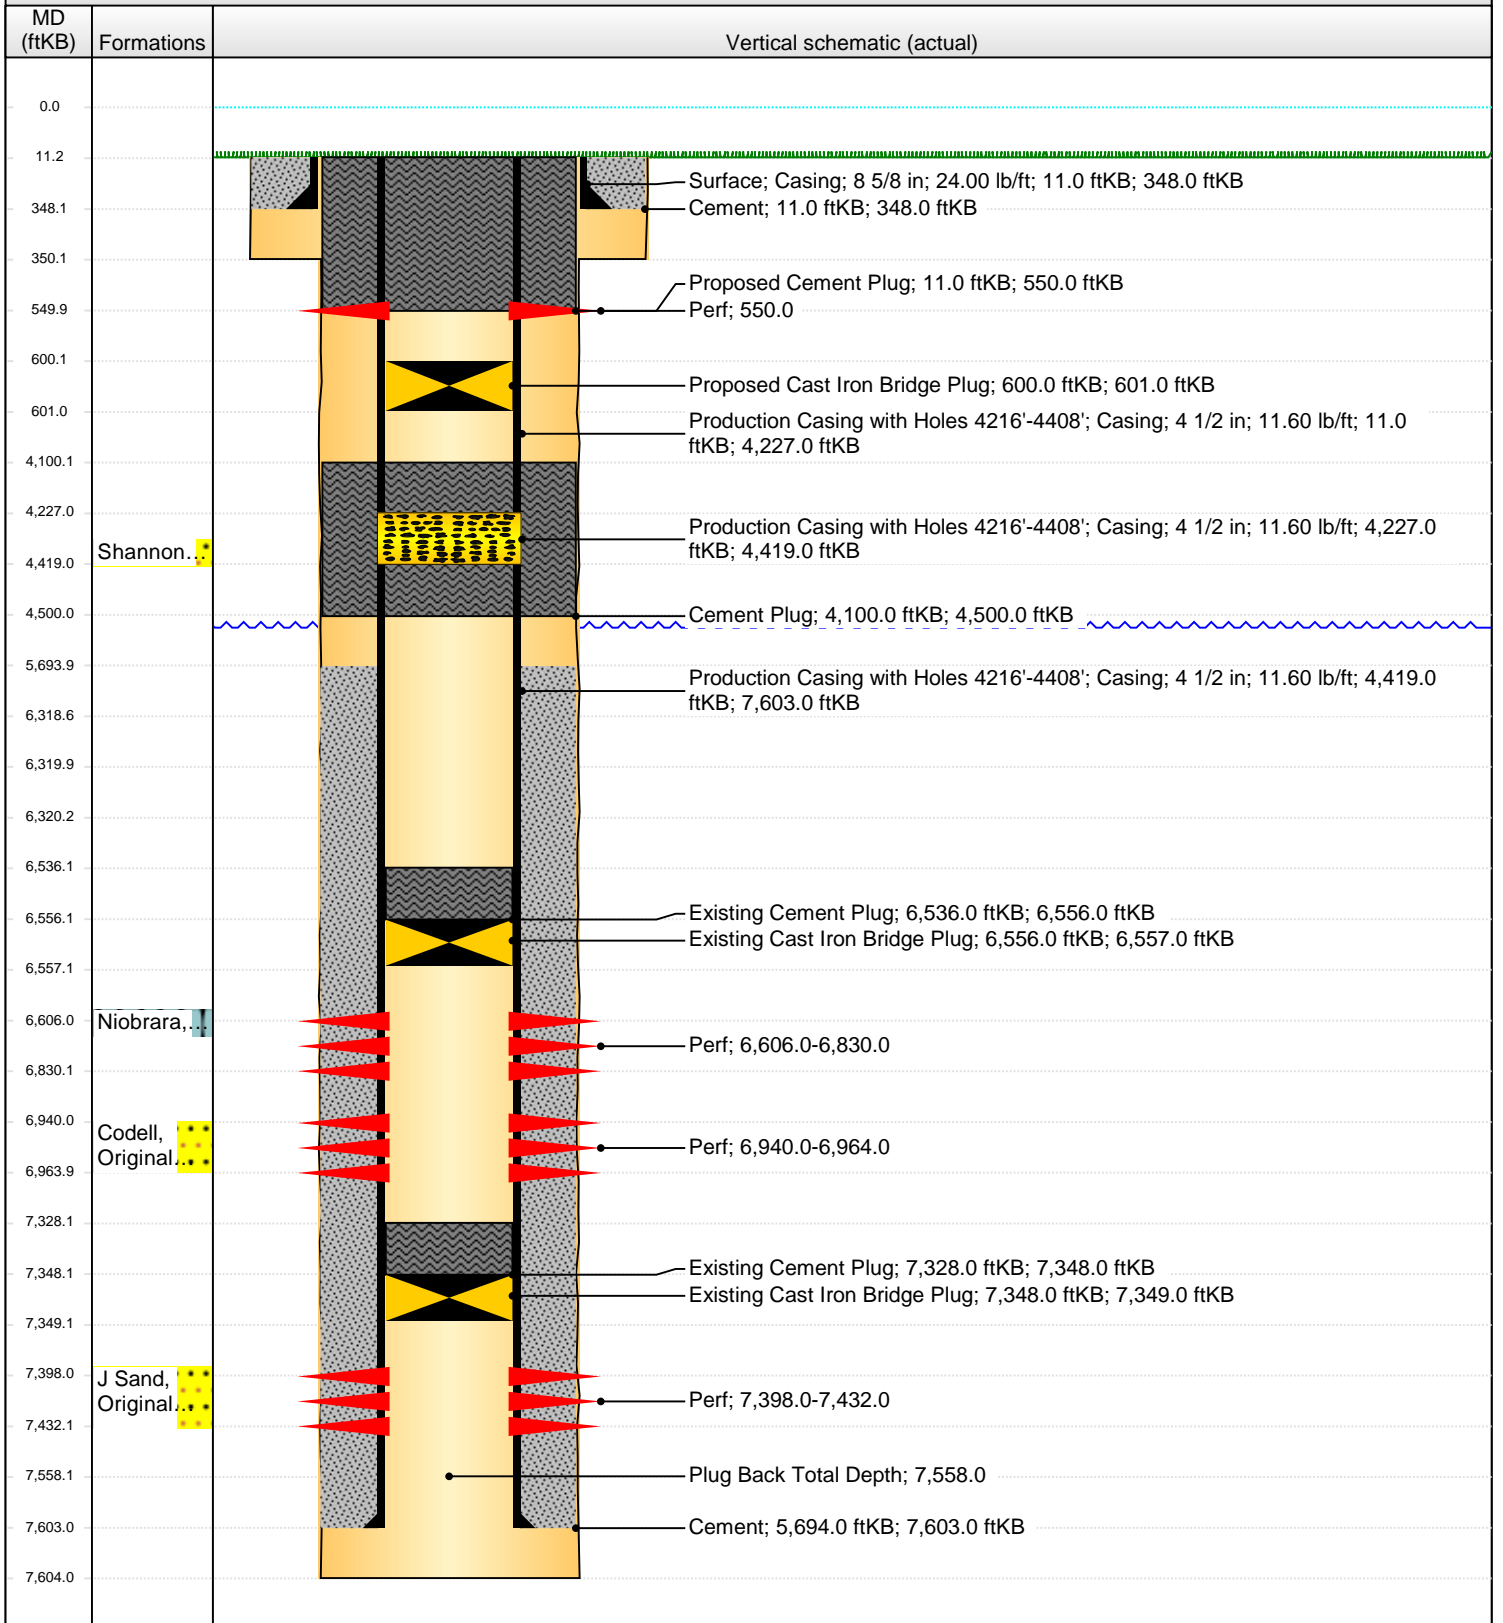 MD
(ftKB)
Formations
Vertical schematic (actual)
0.0
11.2
Surface; Casing; 8 5/8 in; 24.00 lb/ft; 11.0 ftKB; 348.0 ftKB
348.1
Cement; 11.0 ftKB; 348.0 ftKB
350.1
Proposed Cement Plug; 11.0 ftKB; 550.0 ftKB
549.9
Perf; 550.0
600.1
Proposed Cast Iron Bridge Plug; 600.0 ftKB; 601.0 ftKB
601.0
Production Casing with Holes 4216'-4408'; Casing; 4 1/2 in; 11.60 lb/ft; 11.0
ftKB; 4,227.0 ftKB
4,100.1
4,227.0
Production Casing with Holes 4216'-4408'; Casing; 4 1/2 in; 11.60 lb/ft; 4,227.0
ftKB; 4,419.0 ftKB
Shannon...
4,419.0
4,500.0
Cement Plug; 4,100.0 ftKB; 4,500.0 ftKB
5,693.9
Production Casing with Holes 4216'-4408'; Casing; 4 1/2 in; 11.60 lb/ft; 4,419.0
ftKB; 7,603.0 ftKB
6,318.6
6,319.9
6,320.2
6,536.1
6,556.1
Existing Cement Plug; 6,536.0 ftKB; 6,556.0 ftKB
Existing Cast Iron Bridge Plug; 6,556.0 ftKB; 6,557.0 ftKB
6,557.1
6,606.0
Niobrara,...
Perf; 6,606.0-6,830.0
6,830.1
6,940.0
Codell,
Original...
Perf; 6,940.0-6,964.0
6,963.9
7,328.1
Existing Cement Plug; 7,328.0 ftKB; 7,348.0 ftKB
7,348.1
Existing Cast Iron Bridge Plug; 7,348.0 ftKB; 7,349.0 ftKB
7,349.1
7,398.0
J Sand,
Original...
Perf; 7,398.0-7,432.0
7,432.1
7,558.1
Plug Back Total Depth; 7,558.0
7,603.0
Cement; 5,694.0 ftKB; 7,603.0 ftKB
7,604.0